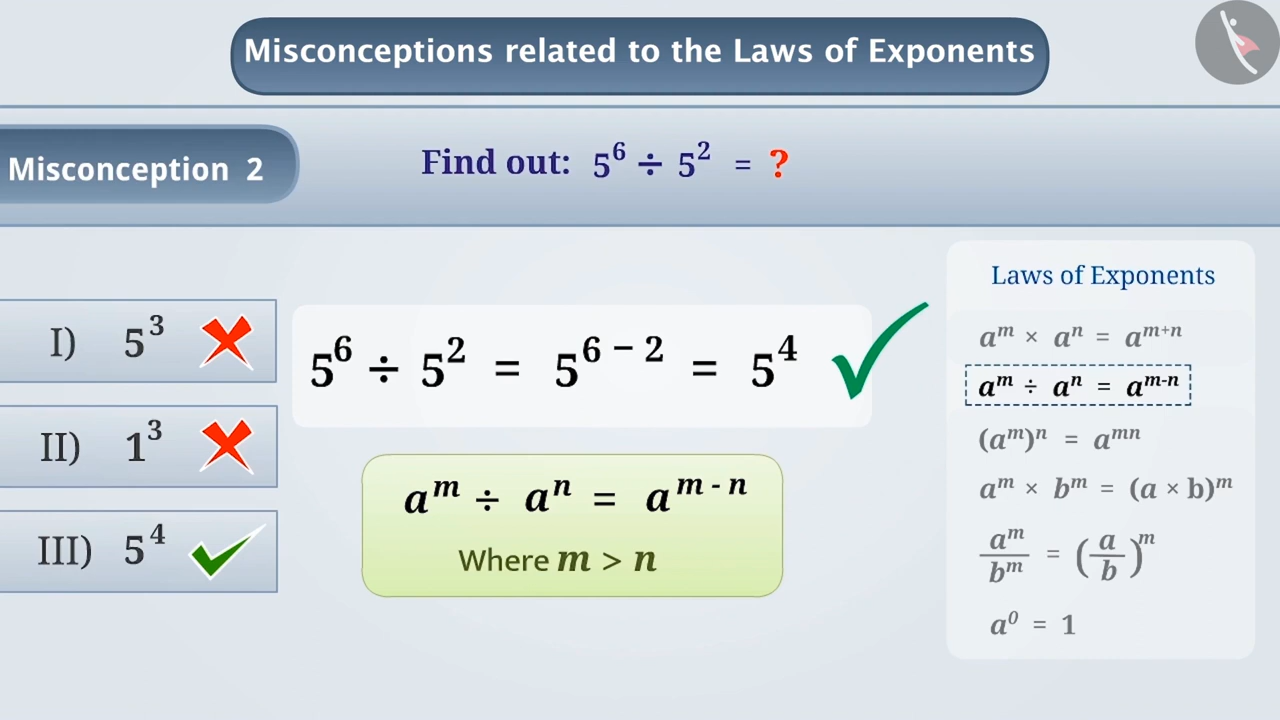 Misconceptions related to the Laws of Exponents
Misconception 2
Find out: 5⁶ ÷ 5² = ?
I) 5³
II) 1³
III) 5⁴
5⁶ ÷ 5² = 5⁶ ⁻ ² = 5⁴
aᵐ ÷ aⁿ = aᵐ ⁻ ⁿ
Where m > n
Laws of Exponents
aᵐ × aⁿ = aᵐ⁺ⁿ
aᵐ ÷ aⁿ = aᵐ⁻ⁿ
(aᵐ)ⁿ = aᵐⁿ
aᵐ × bᵐ = (a × b)ᵐ
aᵐ/bᵐ = (a/b)ᵐ
a⁰ = 1